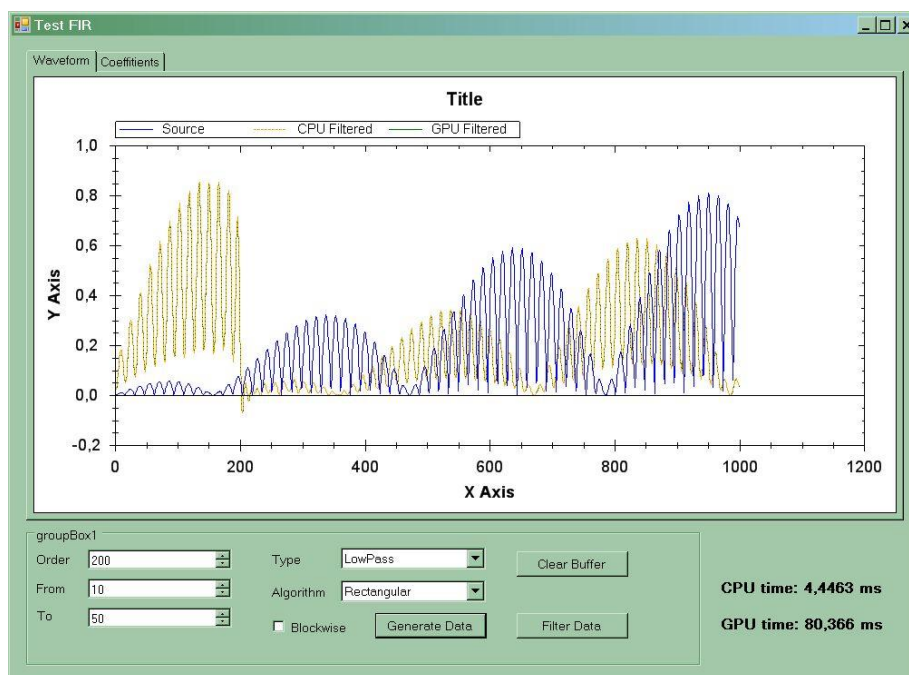 Test FIR
Waveform
Coeffitients
Title
Source
CPU Filtered
GPU Filtered
1,0
0,8
0,6
0,4
0,2
0,0
-0,2
Y Axis
0
200
400
600
800
1000
1200
X Axis
groupBox1
Order
200
Type
LowPass
Clear Buffer
From
10
Algorithm
Rectangular
CPU time: 4,4463 ms
To
50
Blockwise
Generate Data
Filter Data
GPU time: 80,366 ms